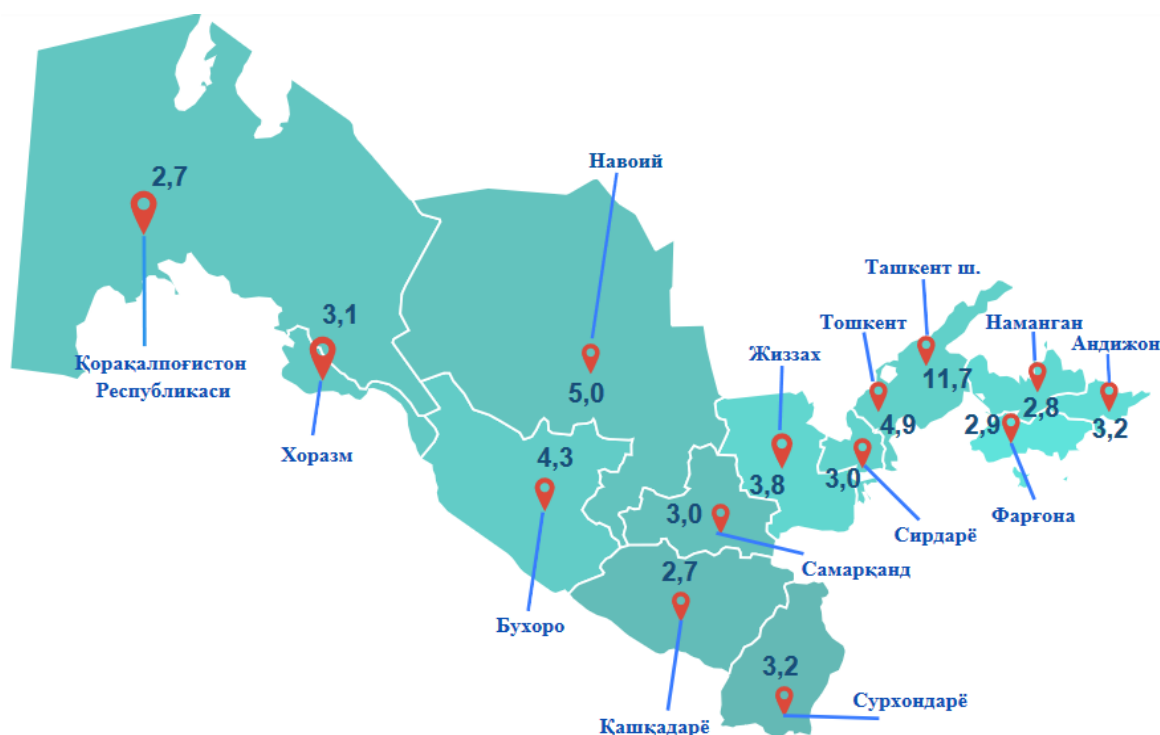 Навоий
2,7
Ташкент ш.
3,1
Тошкент
Наманган
Андижон
Жиззах
Қорақалпоғистон
Республикаси
5,0
11,7
2,8
4,9
2,9
3,2
Хоразм
4,3
3,8
3,0
Фарғона
3,0
Сирдарё
Самарқанд
2,7
Бухоро
3,2
Сурхондарё
Қашқадарё